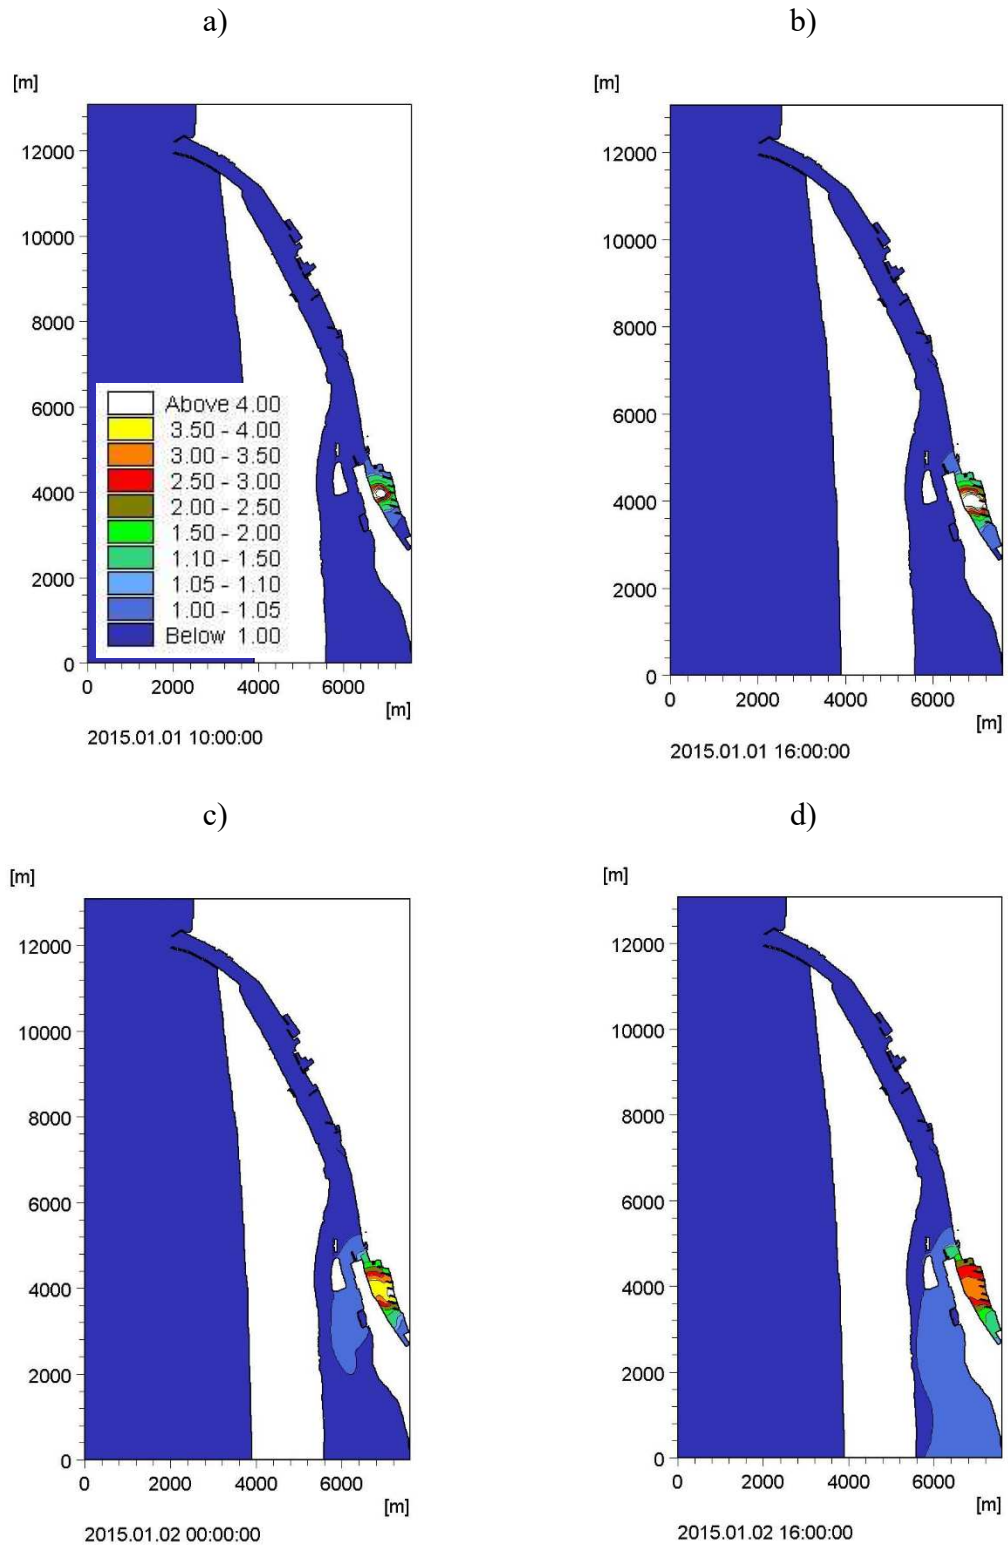 a)
b)
[m]
[m]
12000
10000
8000
6000
4000
2000
0
0 2000 4000 6000
[m]
2015.01.01 10:00:00
Above 4.00
3.50 - 4.00
3.00 - 3.50
2.50 - 3.00
2.00 - 2.50
1.50 - 2.00
1.10 - 1.50
1.05 - 1.10
1.00 - 1.05
Below 1.00
12000
10000
8000
6000
4000
2000
0
0 2000 4000 6000
[m]
2015.01.01 16:00:00
c)
d)
[m]
[m]
12000
10000
8000
6000
4000
2000
0
0 2000 4000 6000
[m]
2015.01.02 00:00:00
12000
10000
8000
6000
4000
2000
0
0 2000 4000 6000
[m]
2015.01.02 16:00:00